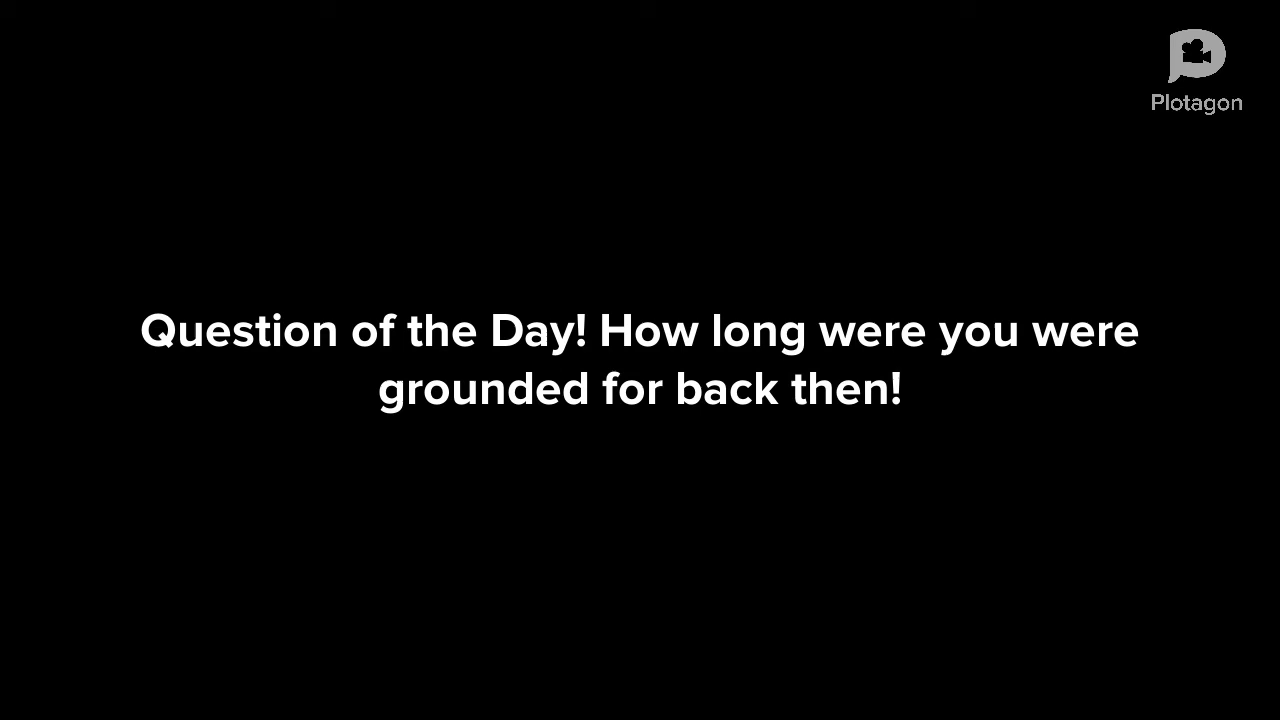 Plotagon
Question of the Day! How long were you were
grounded for back then!